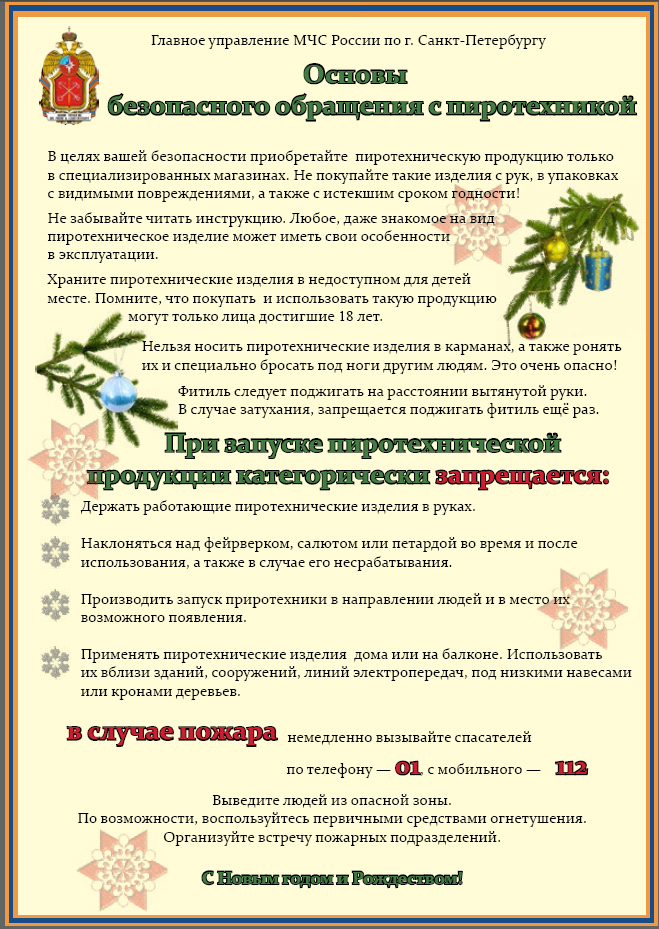 Главное управление МЧС России по г. Санкт-Петербургу
Основы
безопасного обращения с пиротехникой
В целях вашей безопасности приобретайте пиротехническую продукцию только
в специализированных магазинах. Не покупайте такие изделия с рук, в упаковках
с видимыми повреждениями, а также с истекшим сроком годности!
Не забывайте читать инструкцию. Любое, даже знакомое на вид
пиротехническое изделие может иметь свои особенности
в эксплуатации.
Храните пиротехнические изделия в недоступном для детей
месте. Помните, что покупать и использовать такую продукцию
могут только лица достигшие 18 лет.
Нельзя носить пиротехнические изделия в карманах, а также ронять
их и специально бросать под ноги другим людям. Это очень опасно!
Фитиль следует поджигать на расстоянии вытянутой руки.
В случае затухания, запрещается поджигать фитиль ещё раз.
При запуске пиротехнической
продукции категорически запрещается:
Держать работающие пиротехнические изделия в руках.
Наклоняться над фейрверком, салютом или петардой во время и после
использования, а также в случае его несрабатывания.
Производить запуск приротехники в направлении людей и в место их
возможного появления.
Применять пиротехнические изделия дома или на балконе. Использовать
их вблизи зданий, сооружений, линий электропередач, под низкими навесами
или кронами деревьев.
в случае пожара немедленно вызывайте спасателей
по телефону — 01, с мобильного — 112
Выведите людей из опасной зоны.
По возможности, воспользуйтесь первичными средствами огнетушения.
Организуйте встречу пожарных подразделений.
С Новым годом и Рождеством!